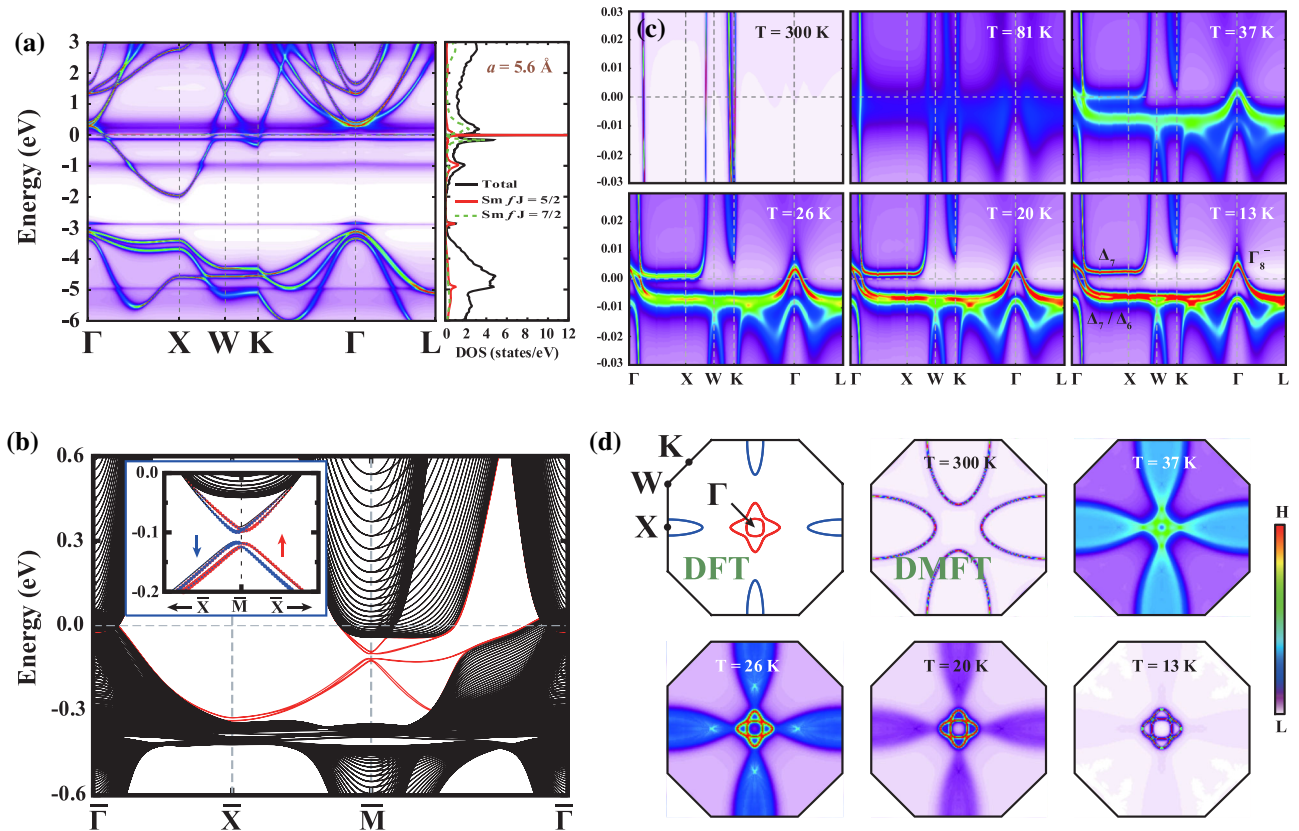 (a)
Energy (eV)
3
2
1
0
-1
-2
-3
-4
-5
-6
Γ X W K Γ L
a = 5.6 Å
Total
Sm f J = 5/2
Sm f J = 7/2
0 2 4 6 8 10 12
DOS (states/eV)
(c)
0.03
0.02
0.01
0.00
-0.01
-0.02
-0.03
T = 300 K
T = 81 K
T = 37 K
0.02
0.01
0.00
-0.01
-0.02
-0.03
T = 26 K
T = 20 K
T = 13 K
Δ7
Γ8−
Δ7 / Δ6
Γ X W K Γ L
Γ X W K Γ L
Γ X W K Γ L
(b)
Energy (eV)
0.6
0.3
0.0
-0.3
-0.6
0.0
-0.1
-0.2
← X̄ M̄ X̄ →
↓ ↑
Γ̄ X̄ M̄ Γ̄
(d)
K
W
X
Γ
DFT
T = 300 K
DMFT
T = 37 K
T = 26 K
T = 20 K
T = 13 K
H
L